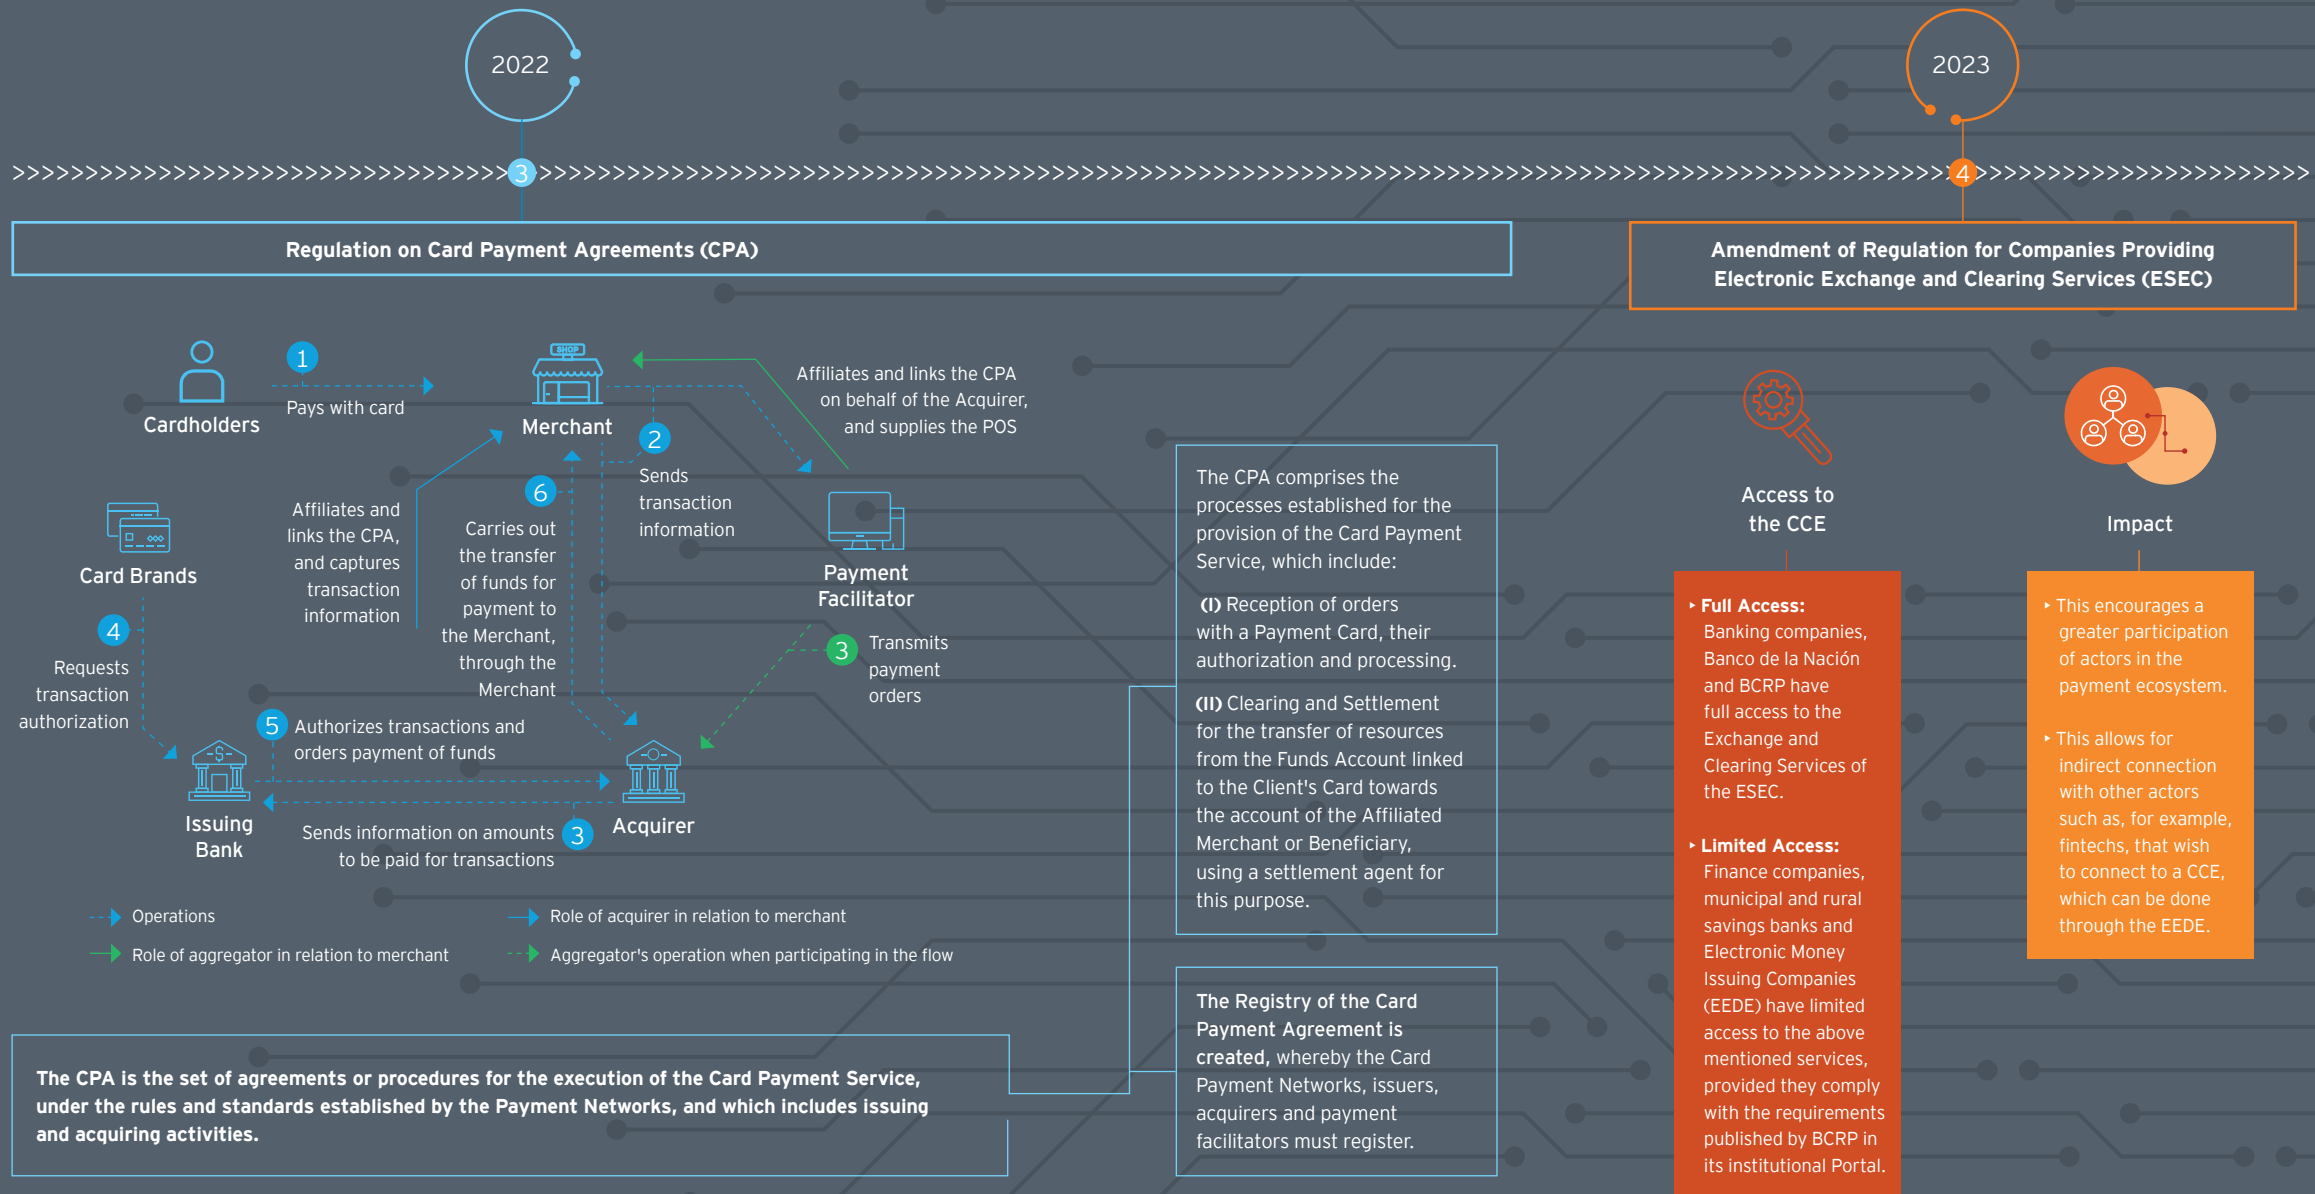 2022
2023
3
4
Regulation on Card Payment Agreements (CPA)
Amendment of Regulation for Companies Providing
Electronic Exchange and Clearing Services (ESEC)
Cardholders
1
Pays with card
SHOP
Merchant
2
Sends
transaction
information
Affiliates and links the CPA
on behalf of the Acquirer,
and supplies the POS
Card Brands
Affiliates and
links the CPA,
and captures
transaction
information
6
Carries out
the transfer
of funds for
payment to
the Merchant,
through the
Merchant
Payment
Facilitator
4
Requests
transaction
authorization
3
Transmits
payment
orders
5
Authorizes transactions and
orders payment of funds
$
Issuing
Bank
Sends information on amounts
to be paid for transactions
3
Acquirer
Operations
Role of acquirer in relation to merchant
Role of aggregator in relation to merchant
Aggregator's operation when participating in the flow
The CPA is the set of agreements or procedures for the execution of the Card Payment Service,
under the rules and standards established by the Payment Networks, and which includes issuing
and acquiring activities.
The CPA comprises the
processes established for the
provision of the Card Payment
Service, which include:
(I) Reception of orders
with a Payment Card, their
authorization and processing.
(II) Clearing and Settlement
for the transfer of resources
from the Funds Account linked
to the Client's Card towards
the account of the Affiliated
Merchant or Beneficiary,
using a settlement agent for
this purpose.
The Registry of the Card
Payment Agreement is
created, whereby the Card
Payment Networks, issuers,
acquirers and payment
facilitators must register.
Access to
the CCE
‣ Full Access:
Banking companies,
Banco de la Nación
and BCRP have
full access to the
Exchange and
Clearing Services of
the ESEC.
‣ Limited Access:
Finance companies,
municipal and rural
savings banks and
Electronic Money
Issuing Companies
(EEDE) have limited
access to the above
mentioned services,
provided they comply
with the requirements
published by BCRP in
its institutional Portal.
Impact
‣ This encourages a
greater participation
of actors in the
payment ecosystem.
‣ This allows for
indirect connection
with other actors
such as, for example,
fintechs, that wish
to connect to a CCE,
which can be done
through the EEDE.